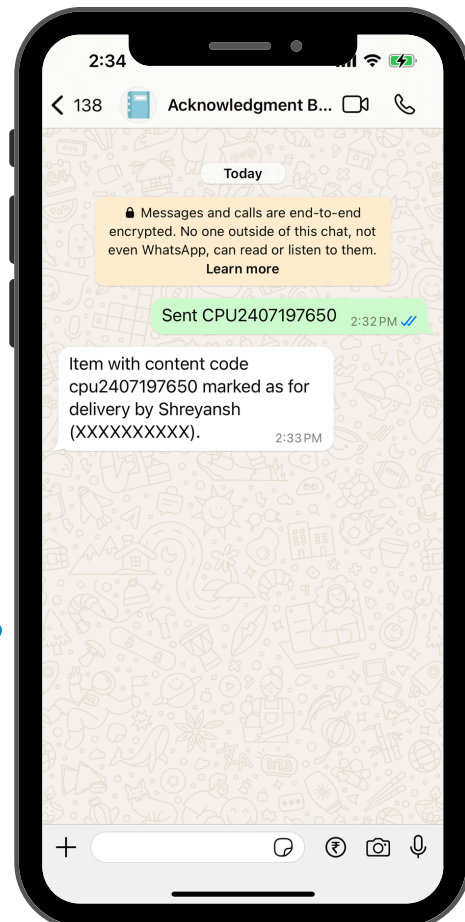 2:34
138 Acknowledgment B...
Today
Messages and calls are end-to-end
encrypted. No one outside of this chat, not
even WhatsApp, can read or listen to them.
Learn more
Sent CPU2407197650 2:32 PM
Item with content code
cpu2407197650 marked as for
delivery by Shreyansh
(XXXXXXXXXX). 2:33 PM
₹